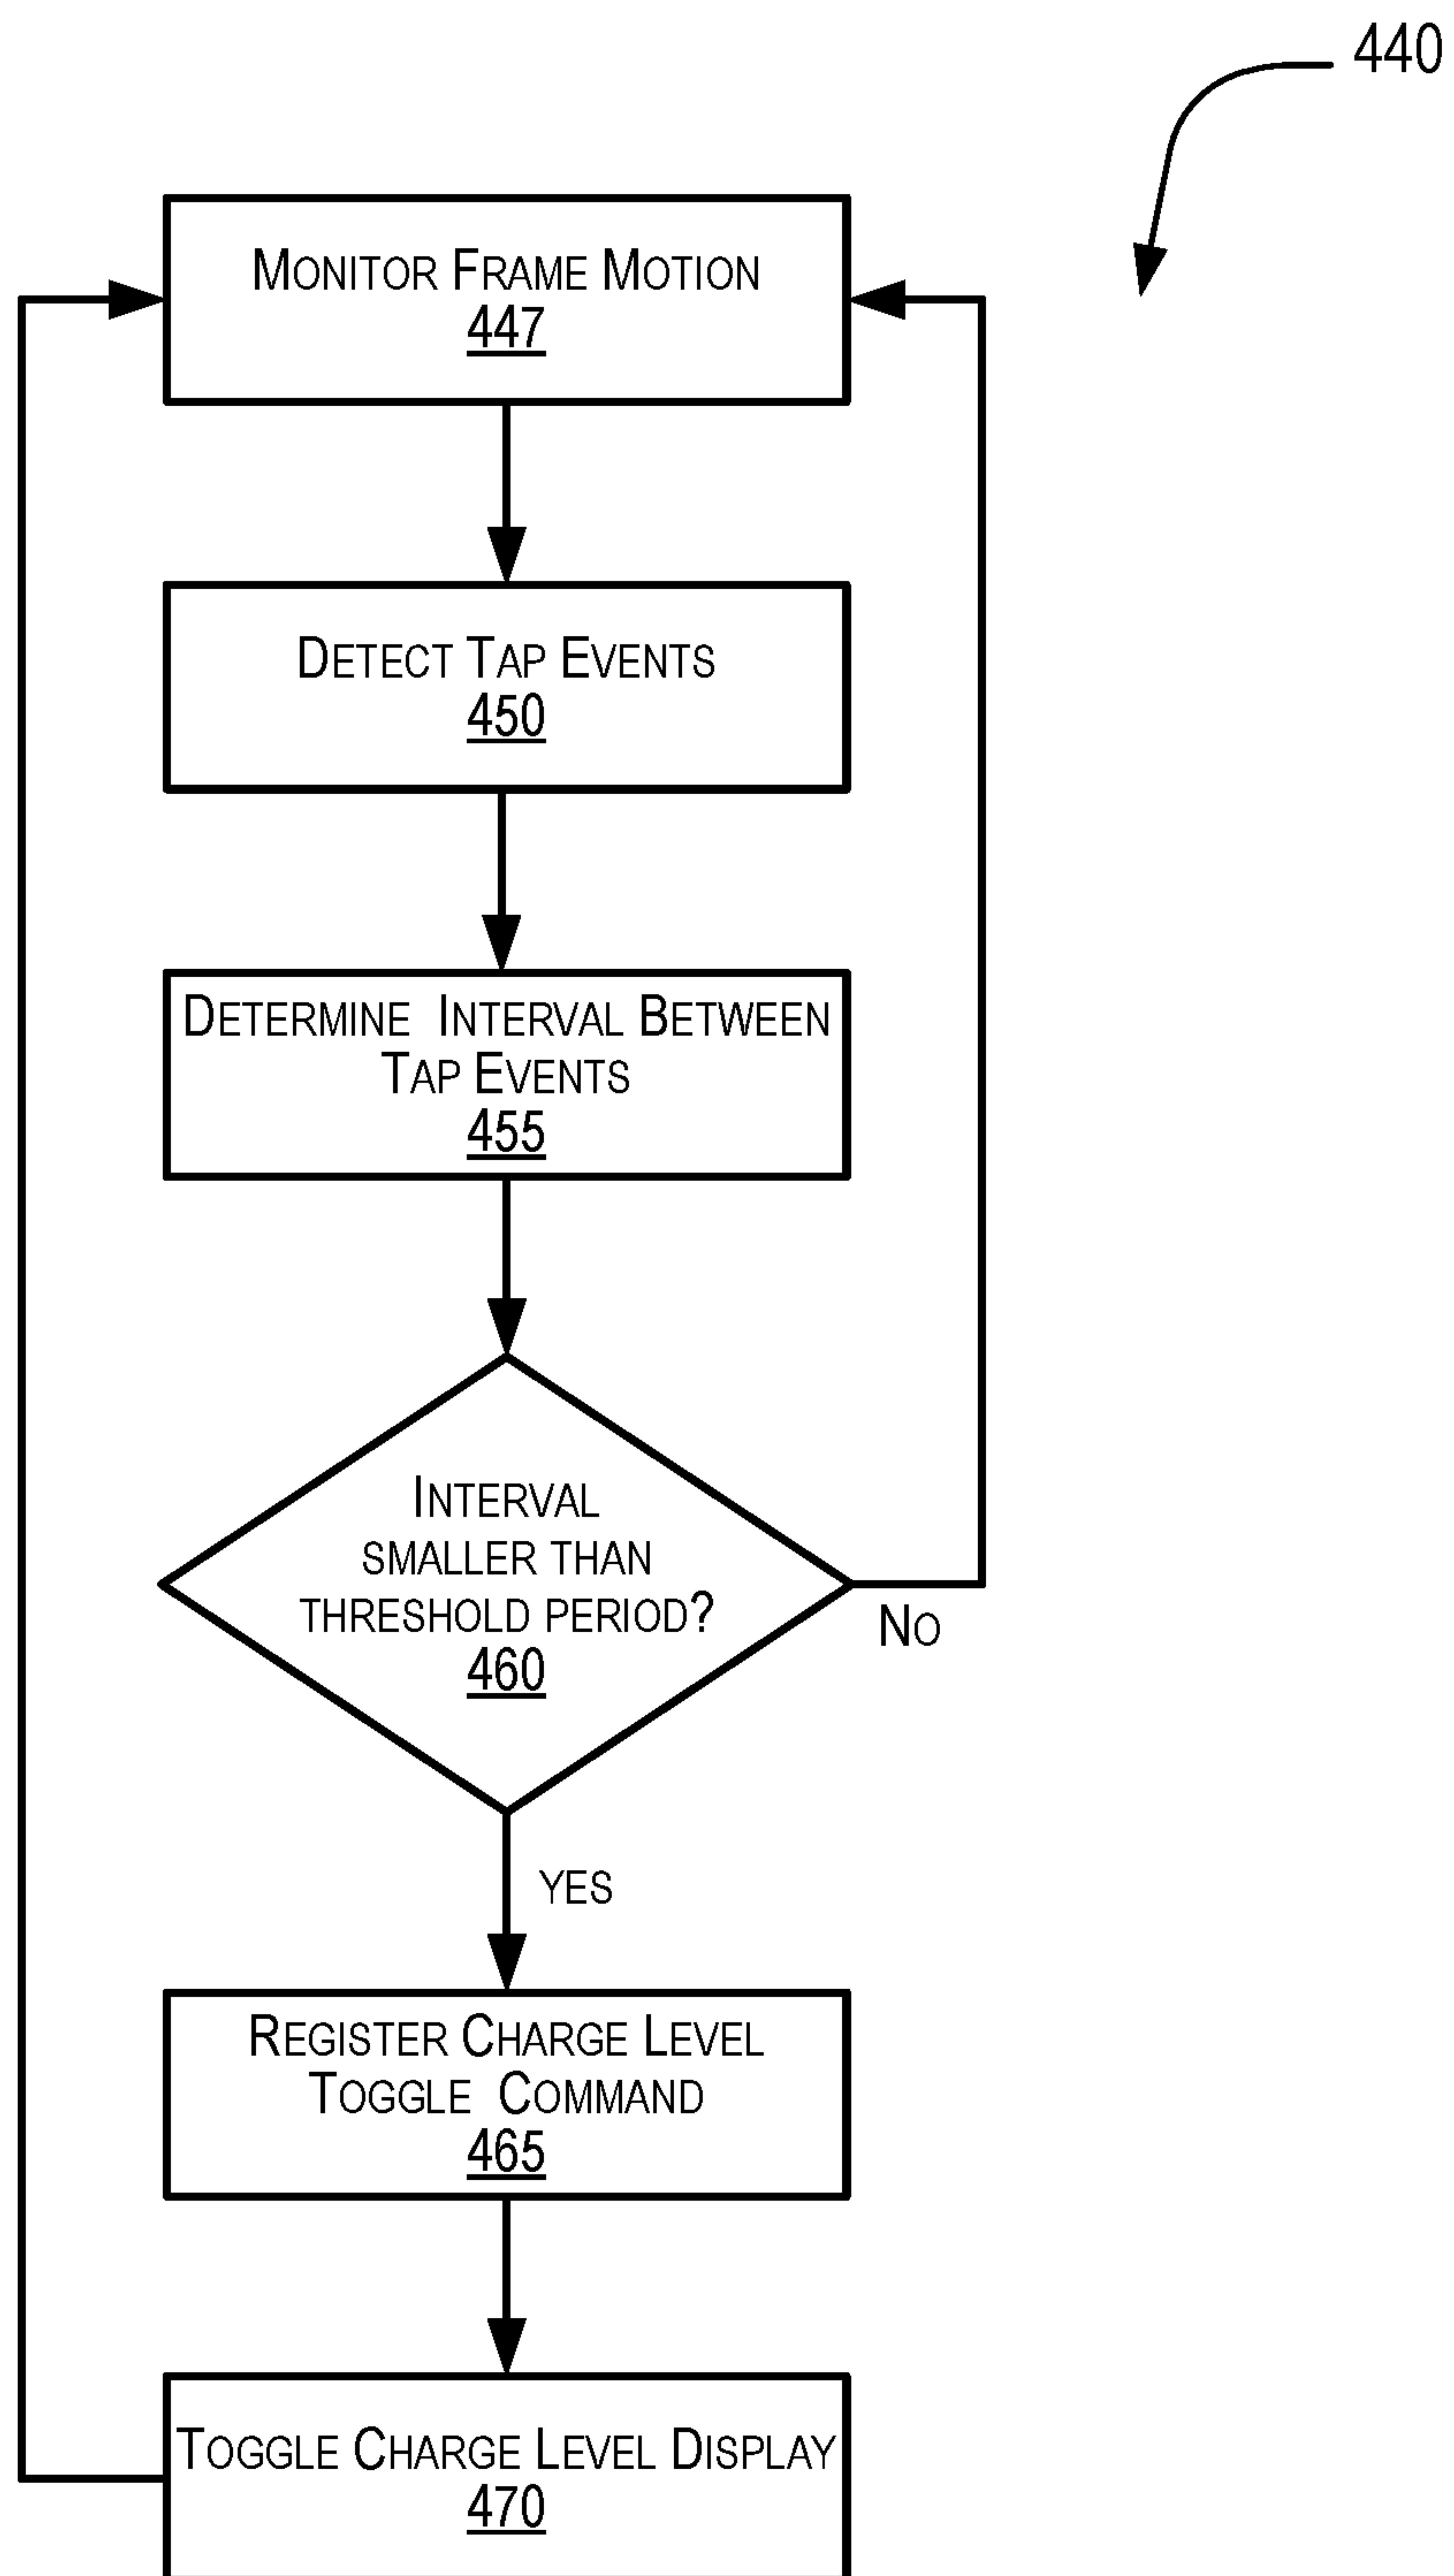 440
Monitor Frame Motion
447
Detect Tap Events
450
Determine Interval Between
Tap Events
455
Interval
smaller than
threshold period?
460
No
yes
Register Charge Level
Toggle Command
465
Toggle Charge Level Display
470